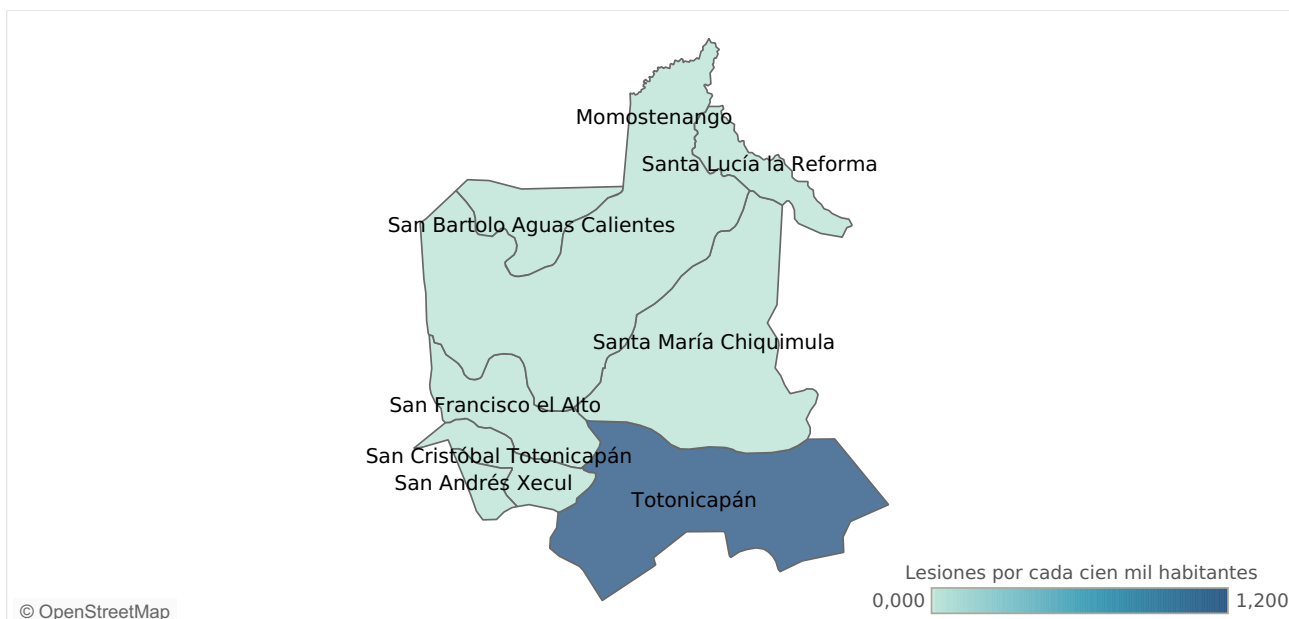 Momostenango
Santa Lucía la Reforma
San Bartolo Aguas Calientes
Santa María Chiquimula
San Francisco el Alto
San Cristóbal Totonicapán
San Andrés Xecul
Totonicapán
Lesiones por cada cien mil habitantes
0,000 1,200
© OpenStreetMap